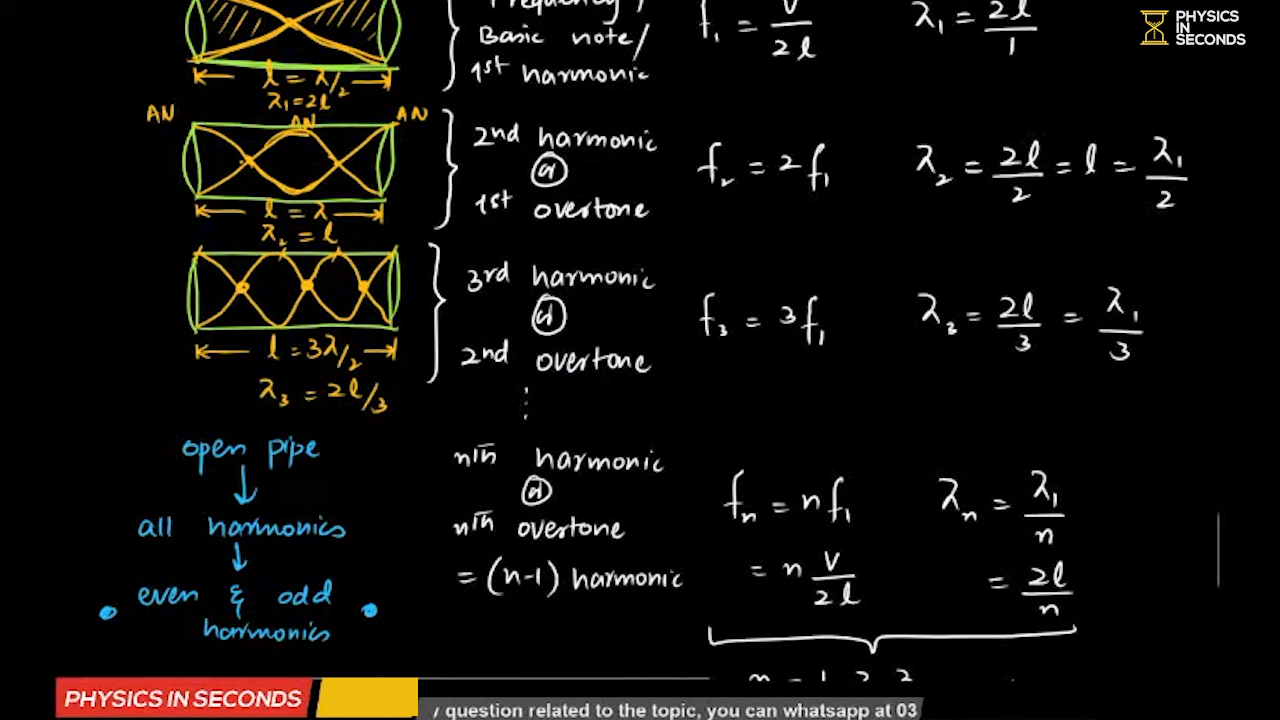 PHYSICS
IN
SECONDS
frequency/
Basic note/
1st harmonic
f₁ = V/2l
λ₁ = 2l/1
l = λ/2
λ₁ = 2l
AN AN AN
2nd harmonic
(or)
1st overtone
f₂ = 2f₁
λ₂ = 2l/2 = l = λ₁/2
l = λ
λ₂ = l
3rd harmonic
(or)
2nd overtone
f₃ = 3f₁
λ₃ = 2l/3 = λ₁/3
l = 3λ/2
λ₃ = 2l/3
⋮
open pipe
↓
all harmonics
↓
even & odd
harmonics
nth harmonic
(or)
nth overtone
= (n-1) harmonic
fₙ = nf₁
= n V/2l
λₙ = λ₁/n
= 2l/n
n = 1, 2, 3
PHYSICS IN SECONDS
y question related to the topic, you can whatsapp at 03